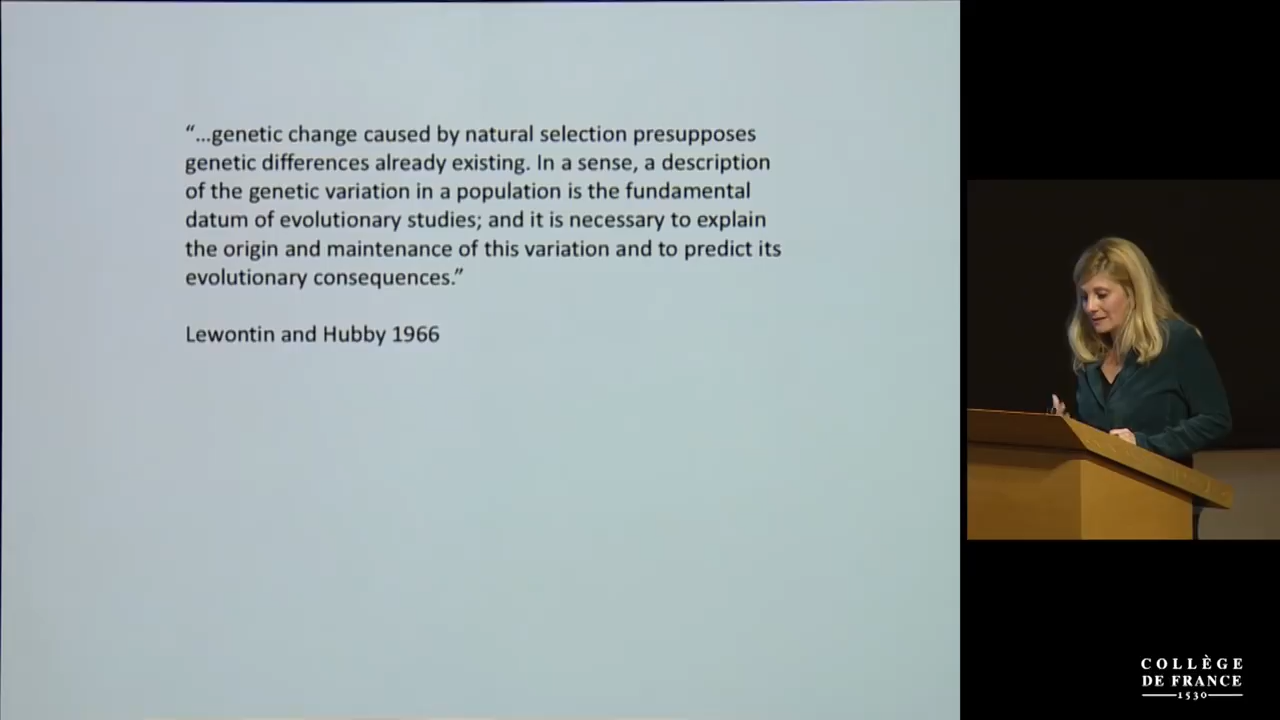 “...genetic change caused by natural selection presupposes
genetic differences already existing. In a sense, a description
of the genetic variation in a population is the fundamental
datum of evolutionary studies; and it is necessary to explain
the origin and maintenance of this variation and to predict its
evolutionary consequences.”
Lewontin and Hubby 1966
COLLÈGE
DE FRANCE
1530